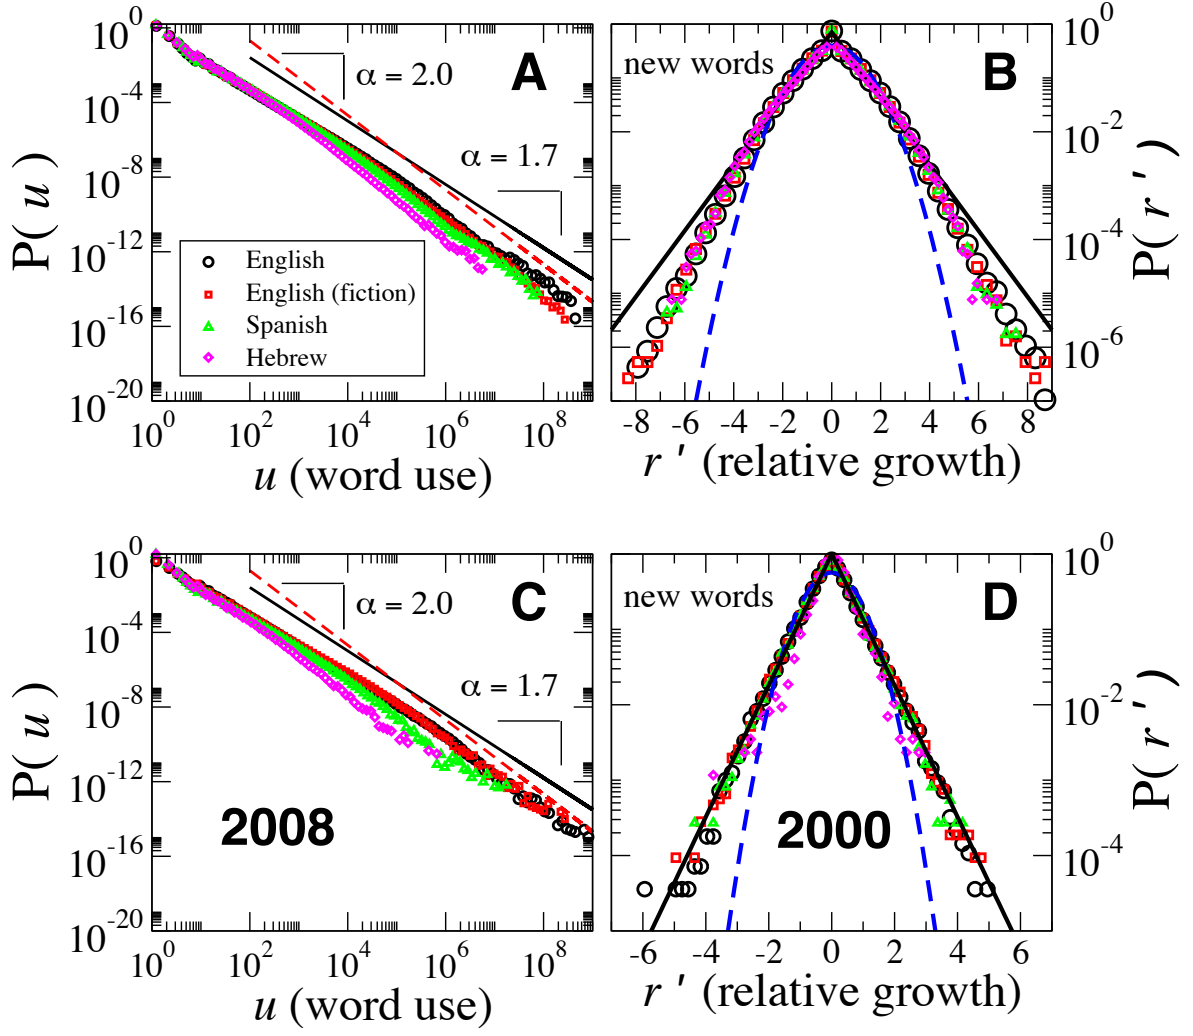 A
α = 2.0
α = 1.7
P( u )
10^0
10^-4
10^-8
10^-12
10^-16
10^-20
English
English (fiction)
Spanish
Hebrew
10^0 10^2 10^4 10^6 10^8
u (word use)
new words
B
10^0
10^-2
10^-4
10^-6
P( r ' )
-8 -6 -4 -2 0 2 4 6 8
r ' (relative growth)
C
α = 2.0
α = 1.7
P( u )
10^0
10^-4
10^-8
10^-12
10^-16
10^-20
2008
10^0 10^2 10^4 10^6 10^8
u (word use)
new words
D
10^0
10^-2
10^-4
P( r ' )
2000
-6 -4 -2 0 2 4 6
r ' (relative growth)